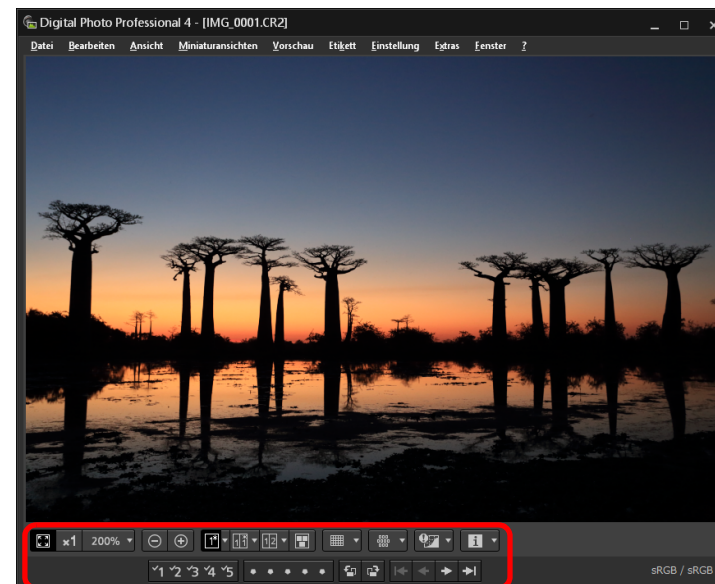 Digital Photo Professional 4 - [IMG_0001.CR2]
Datei Bearbeiten Ansicht Miniaturansichten Vorschau Etikett Einstellung Extras Fenster ?
×1 200%
1 2 3 4 5
sRGB / sRGB